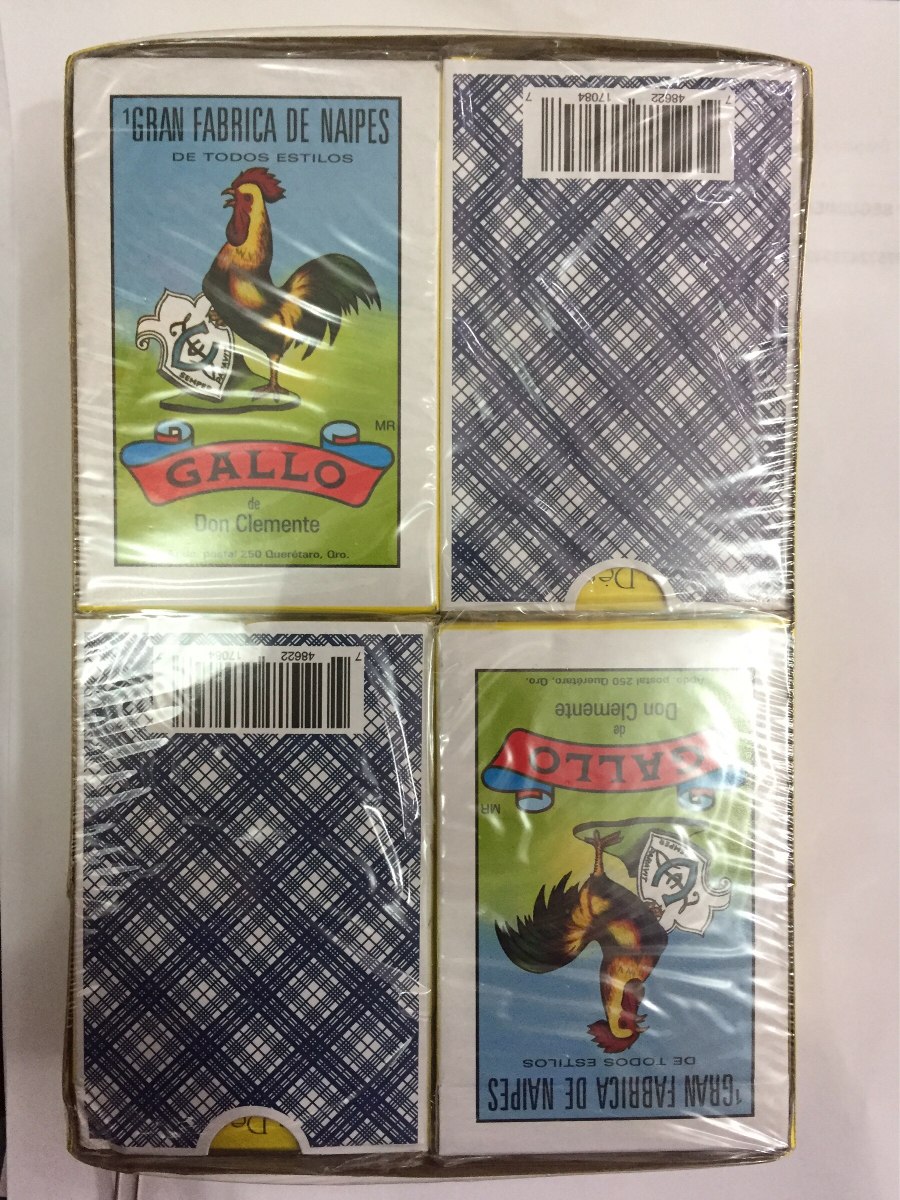 1GRAN FABRICA DE NAIPES
DE TODOS ESTILOS
SEMPER
MR
GALLO
de
Don Clemente
postal 250 Querétaro, Qro.
7 48622 17084 7
7 48622 17084
1GRAN FABRICA DE NAIPES
DE TODOS ESTILOS
MR
GALLO
de
Don Clemente
Apdo. postal 250 Querétaro, Qro.